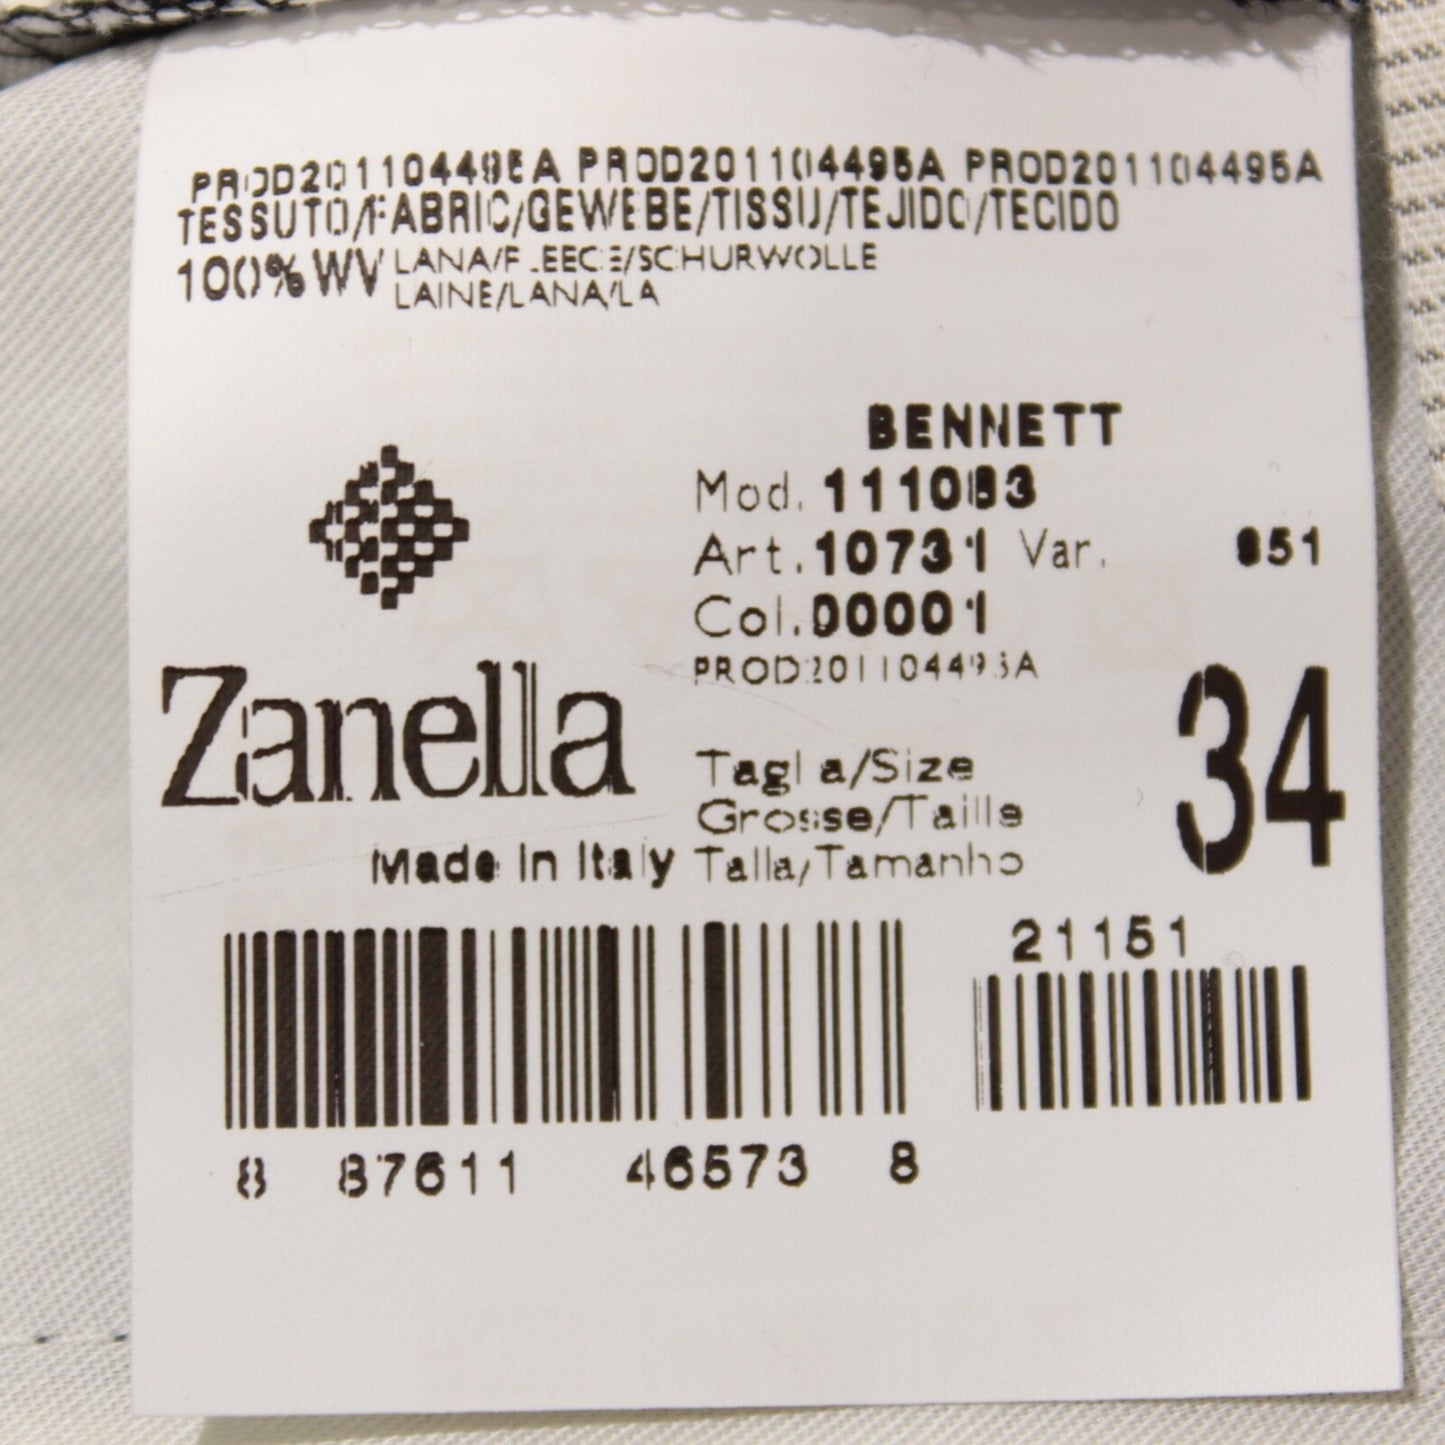 PROD201104495A PROD201104495A PROD201104495A
TESSUTO/FABRIC/GEWEBE/TISSU/TEJIDO/TECIDO
100% WV LANA/FLEECE/SCHURWOLLE
LAINE/LANA/LA
BENNETT
Mod. 111083
Art. 10731 Var.
Col. 00001
PROD201104495A
Zanella
Made In Italy
Taglia/Size
Grosse/Taille
Talla/Tamanho
34
21151
8 87611 46573 8